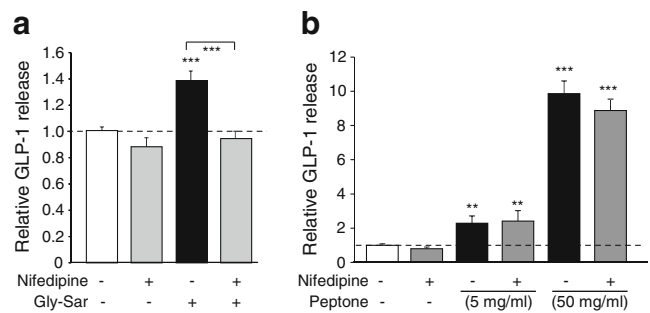 a
b
Relative GLP-1 release
1.6
1.4
1.2
1.0
0.8
0.6
0.4
0.2
0
***
***
Nifedipine - + - +
Gly-Sar - - + +
Relative GLP-1 release
12
10
8
6
4
2
0
** ** *** ***
Nifedipine - + - + - +
Peptone - - (5 mg/ml) (50 mg/ml)